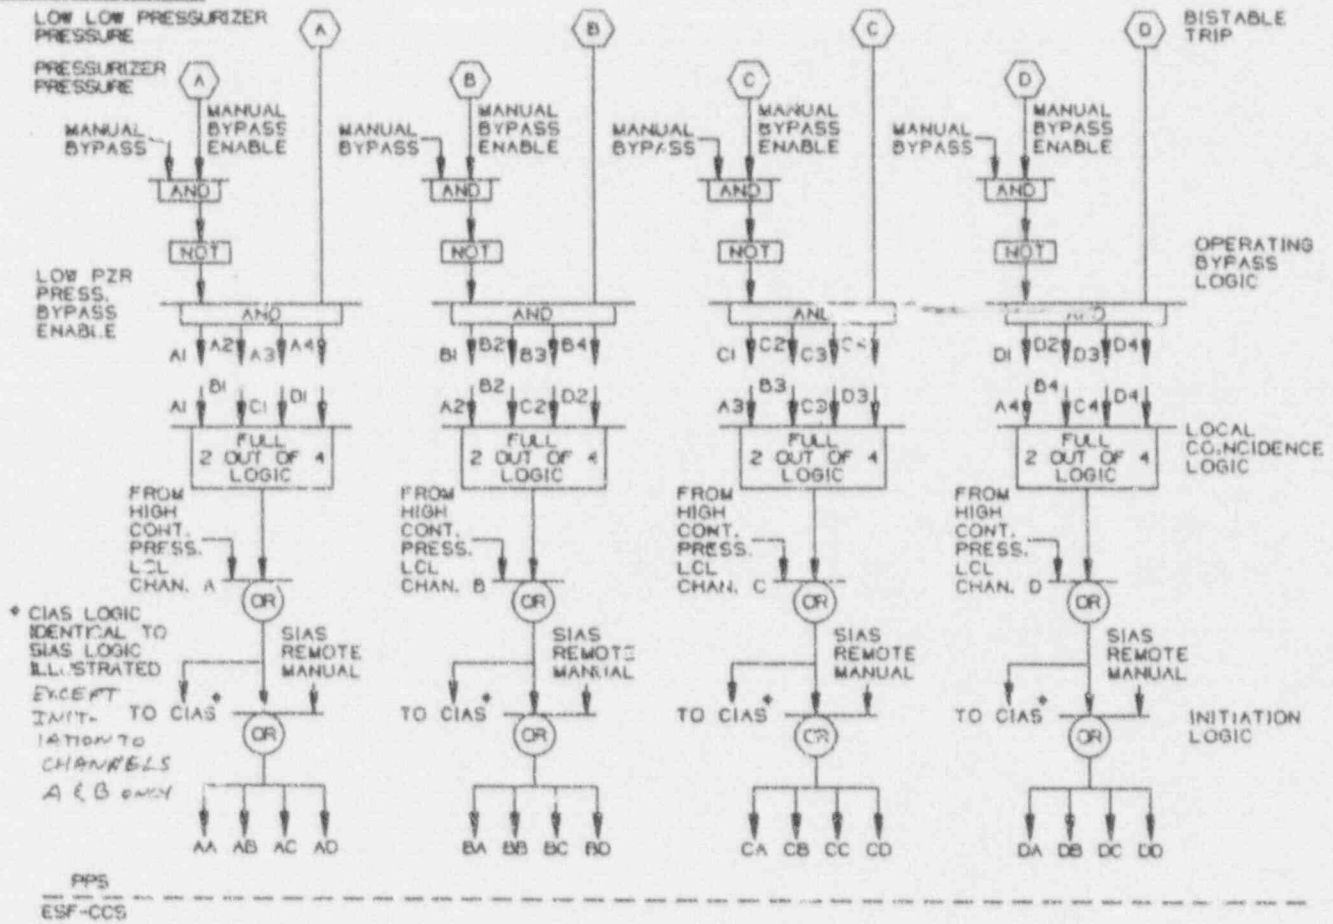 LOW LOW PRESSURIZER
PRESSURE
A
B
C
D
BISTABLE
TRIP
PRESSURIZER
PRESSURE
A
B
C
D
MANUAL
BYPASS
MANUAL
BYPASS
ENABLE
MANUAL
BYPASS
MANUAL
BYPASS
ENABLE
MANUAL
BYPASS
MANUAL
BYPASS
ENABLE
MANUAL
BYPASS
MANUAL
BYPASS
ENABLE
AND
AND
AND
AND
NOT
NOT
NOT
NOT
OPERATING
BYPASS
LOGIC
LOW PZR
PRESS.
BYPASS
ENABLE
AND
AND
AND
A1 A2 A3 A4
B1 B2 B3 B4
C1 C2 C3 C4
D1 D2 D3 D4
A1 B1 C1 D1
A2 B2 C2 D2
A3 B3 C3 D3
A4 B4 C4 D4
FULL
2 OUT OF 4
LOGIC
FULL
2 OUT OF 4
LOGIC
FULL
2 OUT OF 4
LOGIC
FULL
2 OUT OF 4
LOGIC
LOCAL
COINCIDENCE
LOGIC
FROM
HIGH
CONT.
PRESS.
LCL
CHAN. A
FROM
HIGH
CONT.
PRESS.
LCL
CHAN. B
FROM
HIGH
CONT.
PRESS.
LCL
CHAN. C
FROM
HIGH
CONT.
PRESS.
LCL
CHAN. D
OR
OR
OR
OR
* CIAS LOGIC
IDENTICAL TO
SIAS LOGIC
ILLUSTRATED
EXCEPT
INIT-
IATION TO
CHANNELS
A & B ONLY
SIAS
REMOTE
MANUAL
SIAS
REMOTE
MANUAL
SIAS
REMOTE
MANUAL
SIAS
REMOTE
MANUAL
TO CIAS*
TO CIAS*
TO CIAS*
TO CIAS*
OR
OR
OR
OR
INITIATION
LOGIC
AA AB AC AD
BA BB BC BD
CA CB CC CD
DA DB DC DD
PPS
ESF-CCS